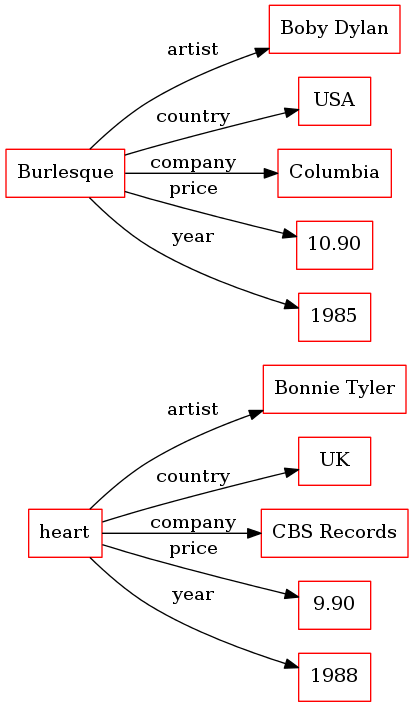 Boby Dylan
artist
USA
country
Burlesque
company
Columbia
price
10.90
year
1985
Bonnie Tyler
artist
UK
country
heart
company
CBS Records
price
9.90
year
1988